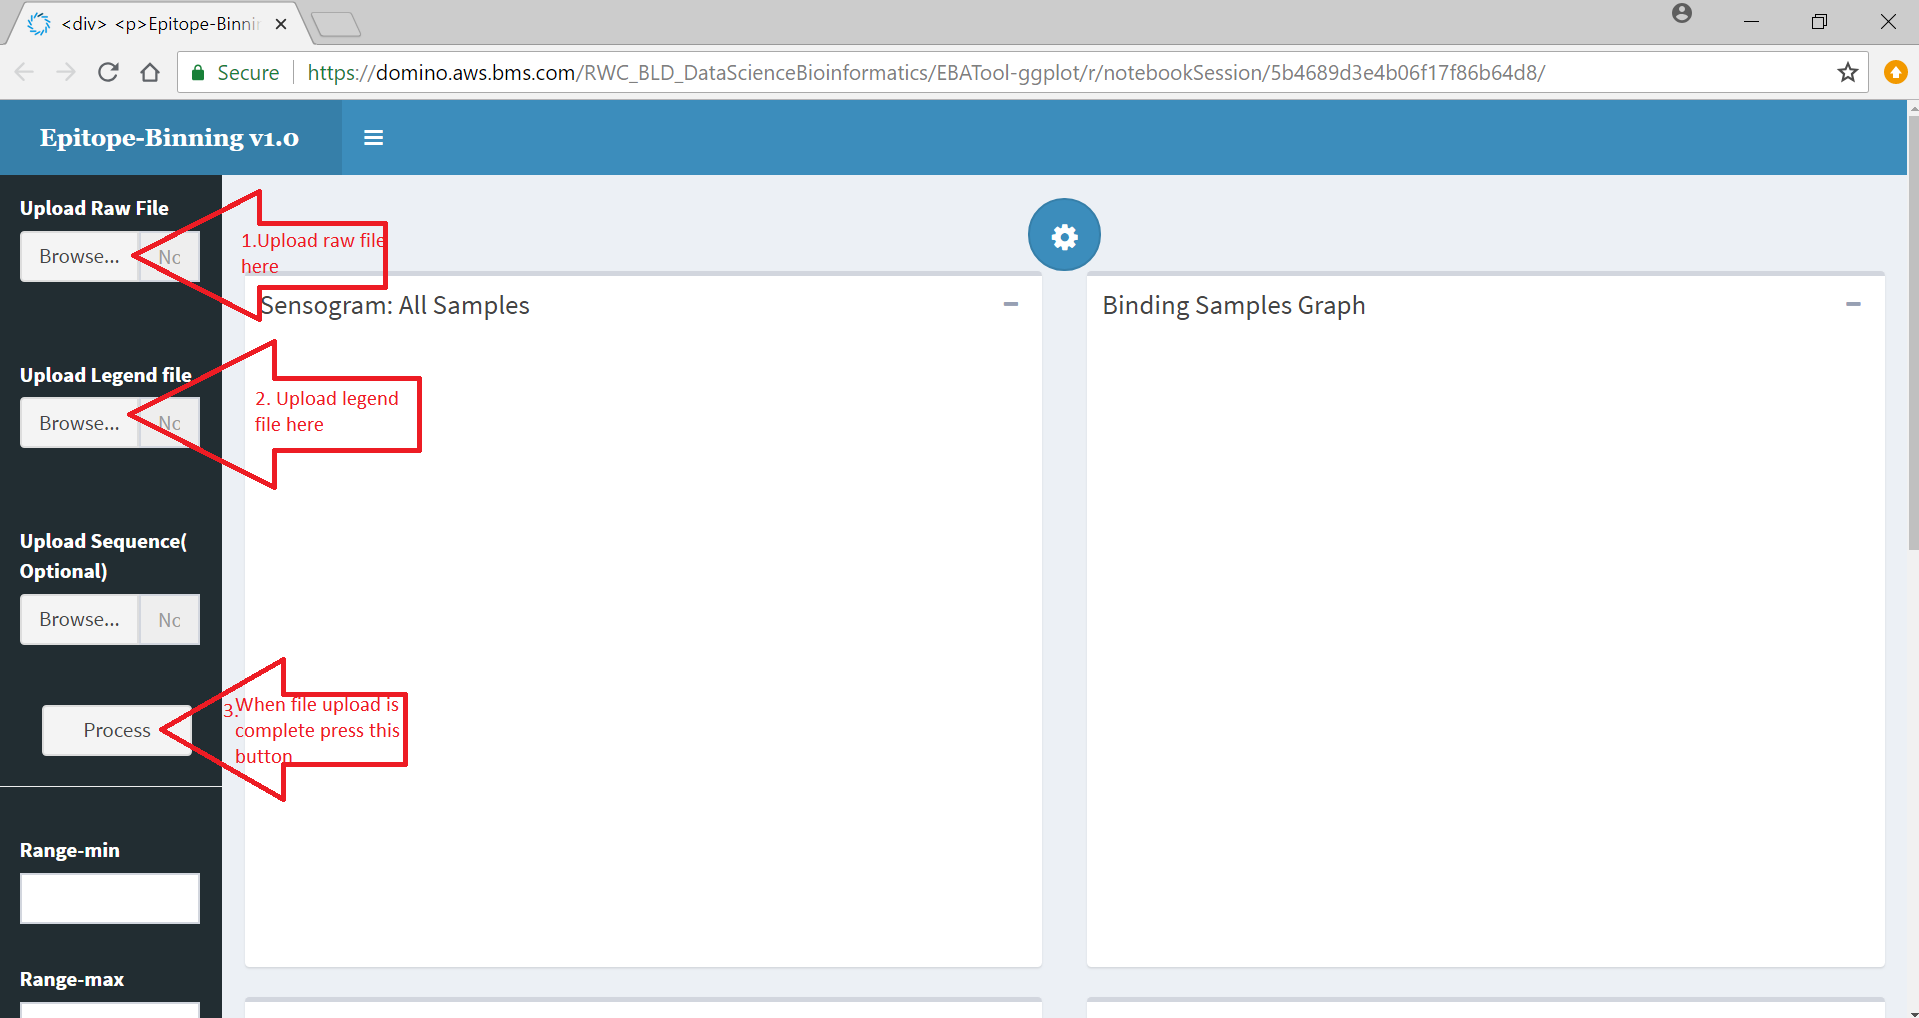 <div> <p>Epitope-Binni
Secure
https://domino.aws.bms.com/RWC_BLD_DataScienceBioinformatics/EBATool-ggplot/r/notebookSession/5b4689d3e4b06f17f86b64d8/
Epitope-Binning v1.0
Upload Raw File
Browse...
No
1.Upload raw file
here
Sensogram: All Samples
Binding Samples Graph
Upload Legend file
Browse...
No
2. Upload legend
file here
Upload Sequence(
Optional)
Browse...
No
Process
3.When file upload is
complete press this
button
Range-min
Range-max